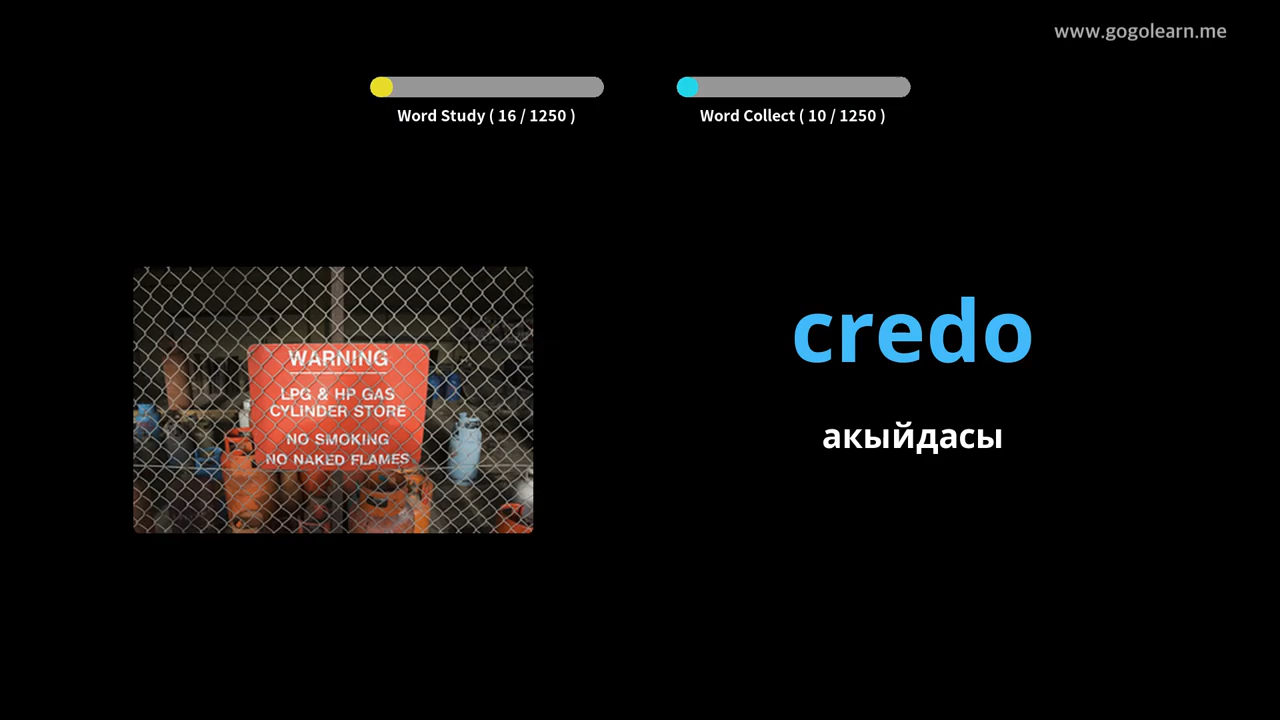 www.gogolearn.me
Word Study ( 16 / 1250 )
Word Collect ( 10 / 1250 )
WARNING
LPG & HP GAS
CYLINDER STORE
NO SMOKING
NO NAKED FLAMES
credo
акыйдасы